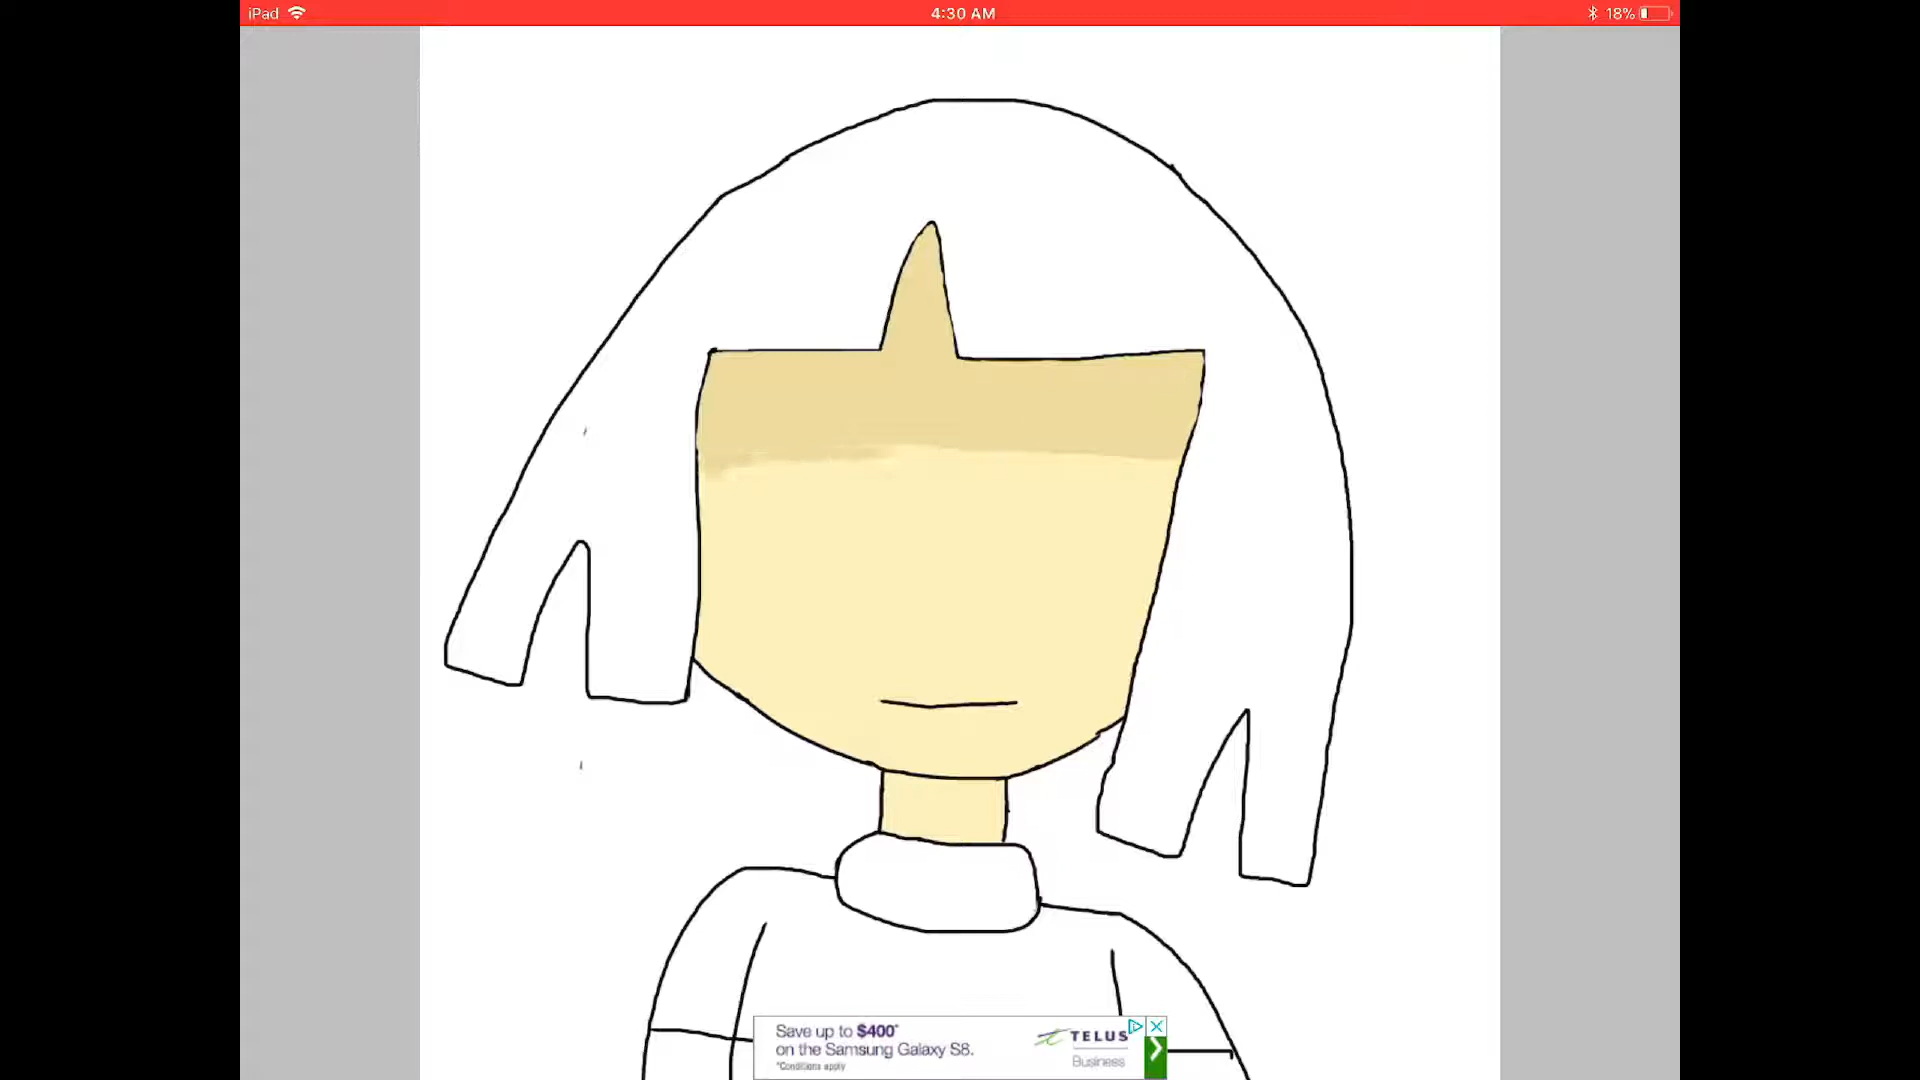 iPad 4:30 AM 18%
Save up to $400*
on the Samsung Galaxy S8.
*Conditions apply
TELUS
Business